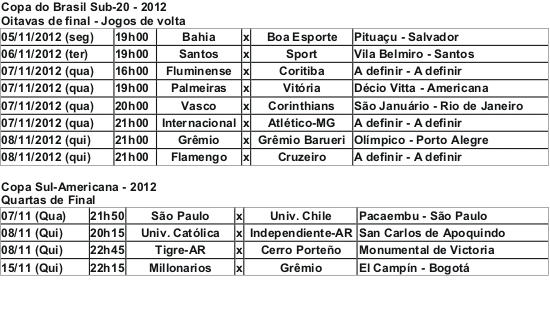 Copa do Brasil Sub-20 - 2012
Oitavas de final - Jogos de volta
05/11/2012 (seg) 19h00 Bahia x Boa Esporte Pituaçu - Salvador
06/11/2012 (ter) 19h00 Santos x Sport Vila Belmiro - Santos
07/11/2012 (qua) 16h00 Fluminense x Coritiba A definir - A definir
07/11/2012 (qua) 19h00 Palmeiras x Vitória Décio Vitta - Americana
07/11/2012 (qua) 20h00 Vasco x Corinthians São Januário - Rio de Janeiro
07/11/2012 (qua) 21h00 Internacional x Atlético-MG A definir - A definir
08/11/2012 (qui) 21h00 Grêmio x Grêmio Barueri Olímpico - Porto Alegre
08/11/2012 (qui) 21h00 Flamengo x Cruzeiro A definir - A definir
Copa Sul-Americana - 2012
Quartas de Final
07/11 (Qua) 21h50 São Paulo x Univ. Chile Pacaembu - São Paulo
08/11 (Qui) 20h15 Univ. Católica x Independiente-AR San Carlos de Apoquindo
08/11 (Qui) 22h45 Tigre-AR x Cerro Porteño Monumental de Victoria
15/11 (Qui) 22h15 Millonarios x Grêmio El Campín - Bogotá